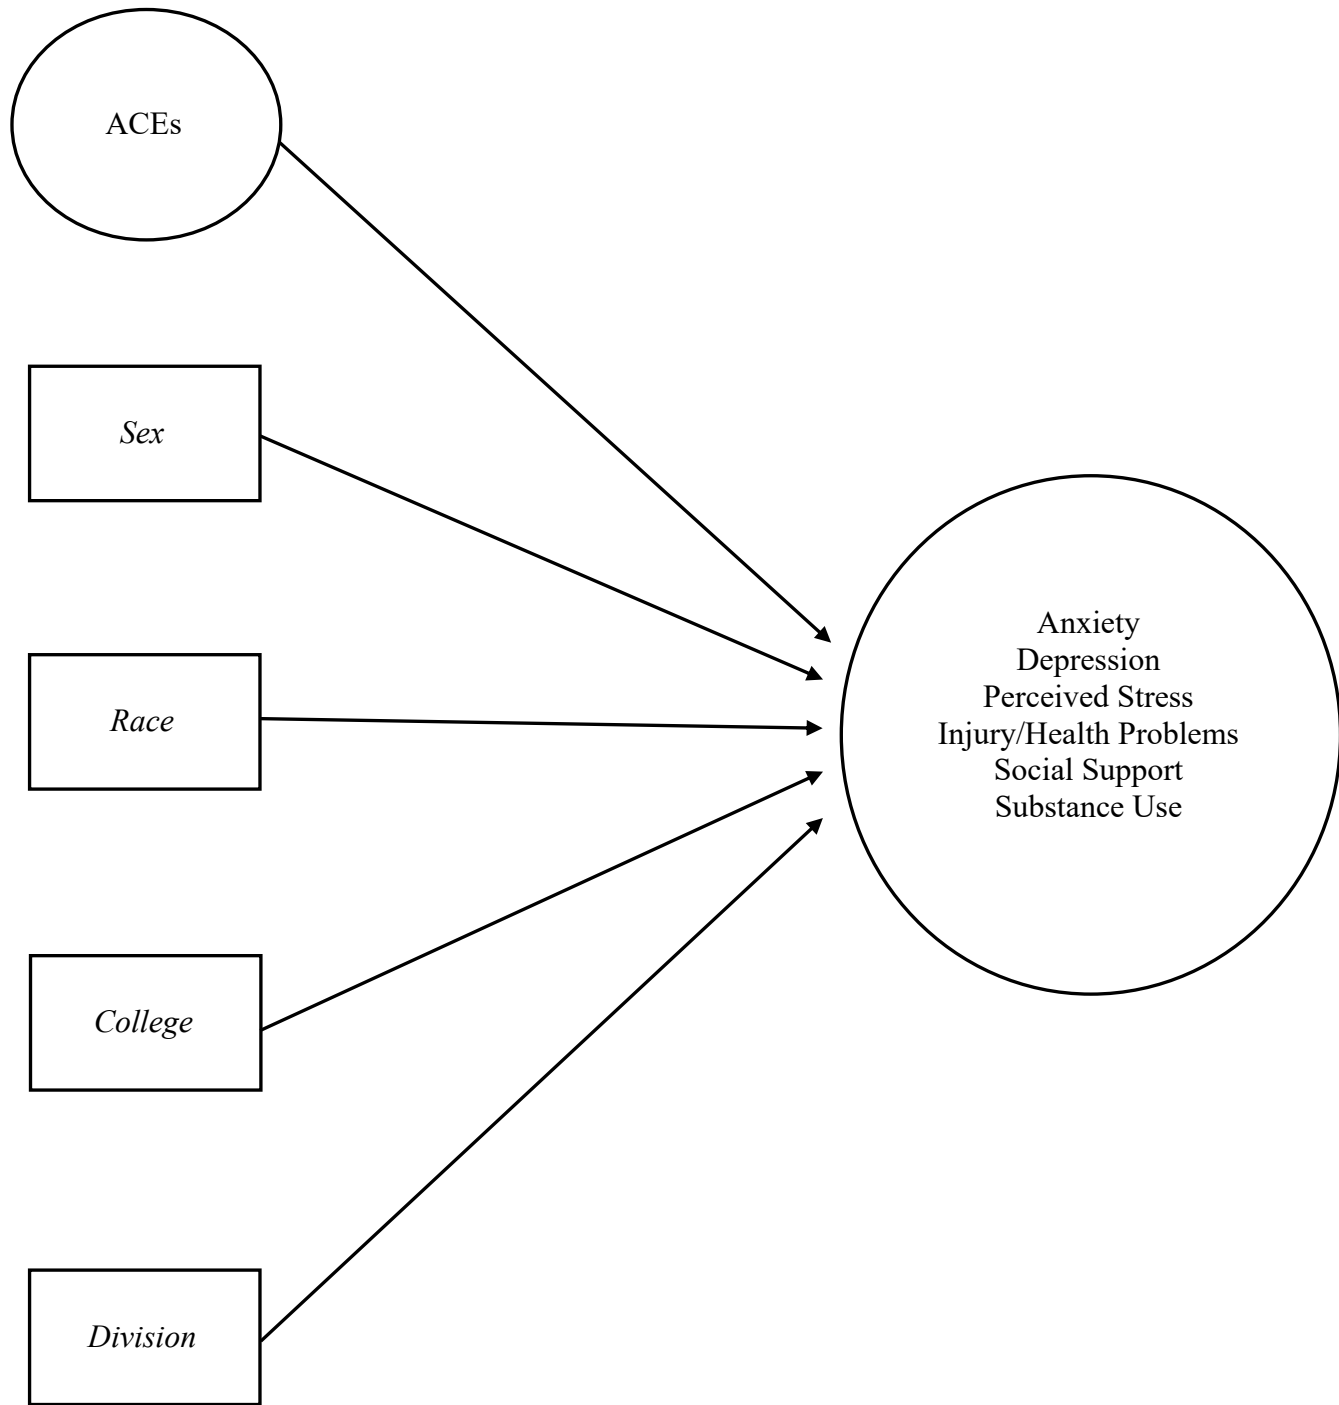 ACEs
Sex
Race
College
Division
Anxiety
Depression
Perceived Stress
Injury/Health Problems
Social Support
Substance Use